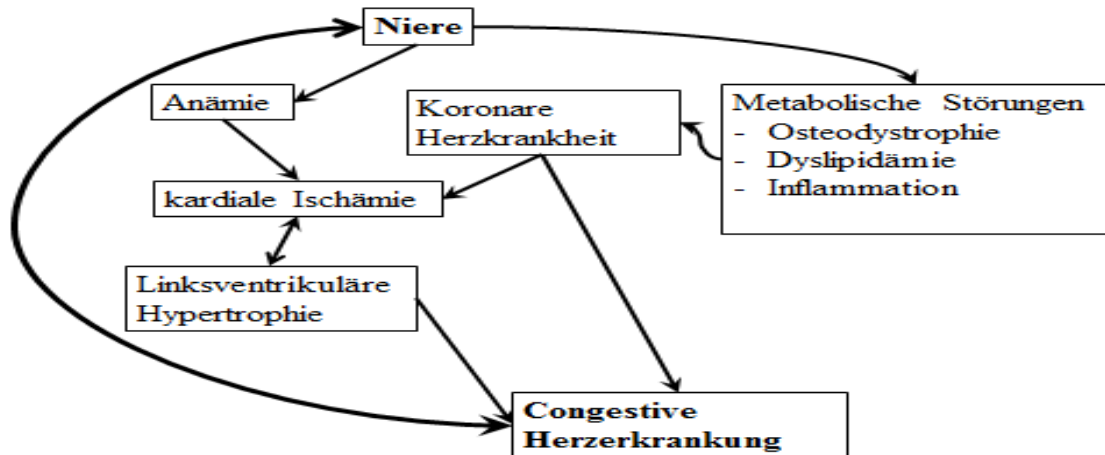 Niere
Anämie
Koronare
Herzkrankheit
Metabolische Störungen
- Osteodystrophie
- Dyslipidämie
- Inflammation
kardiale Ischämie
Linksventrikuläre
Hypertrophie
Congestive
Herzerkrankung